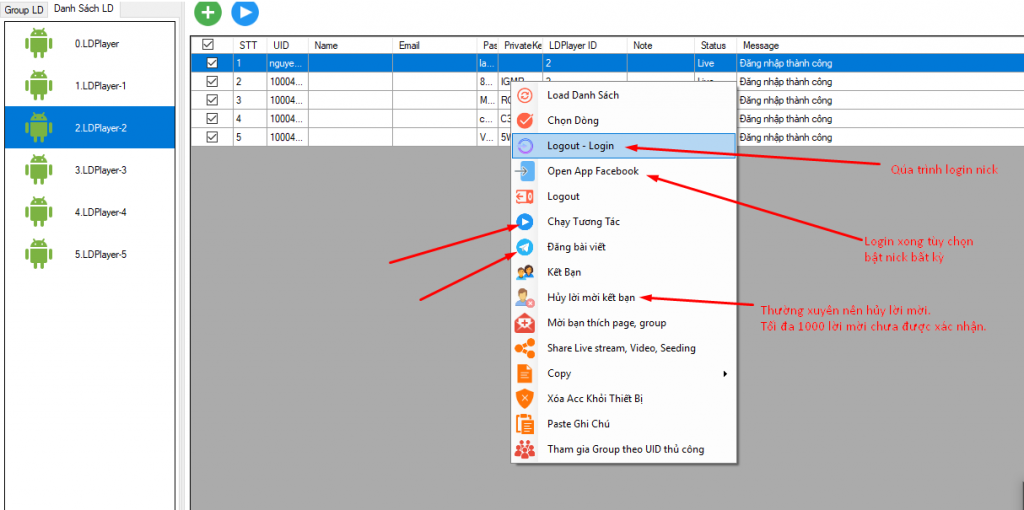 Group LD Danh Sách LD
0.LDPlayer
1.LDPlayer-1
2.LDPlayer-2
3.LDPlayer-3
4.LDPlayer-4
5.LDPlayer-5
STT UID Name Email Pas PrivateKe LDPlayer ID Note Status Message
1 nguye... la... 2 Live Đăng nhập thành công
2 10004... 8... 2 Live Đăng nhập thành công
3 10004... M... Đăng nhập thành công
4 10004... c... Đăng nhập thành công
5 10004... V... Đăng nhập thành công
Load Danh Sách
Chọn Dòng
Logout - Login
Open App Facebook
Logout
Chạy Tương Tác
Đăng bài viết
Kết Bạn
Hủy lời mời kết bạn
Mời bạn thích page, group
Share Live stream, Video, Seeding
Copy
Xóa Acc Khỏi Thiết Bị
Paste Ghi Chú
Tham gia Group theo UID thủ công
Qúa trình login nick
Login xong tùy chọn
bật nick bất kỳ
Thường xuyên nên hủy lời mời.
Tối đa 1000 lời mời chưa được xác nhận.